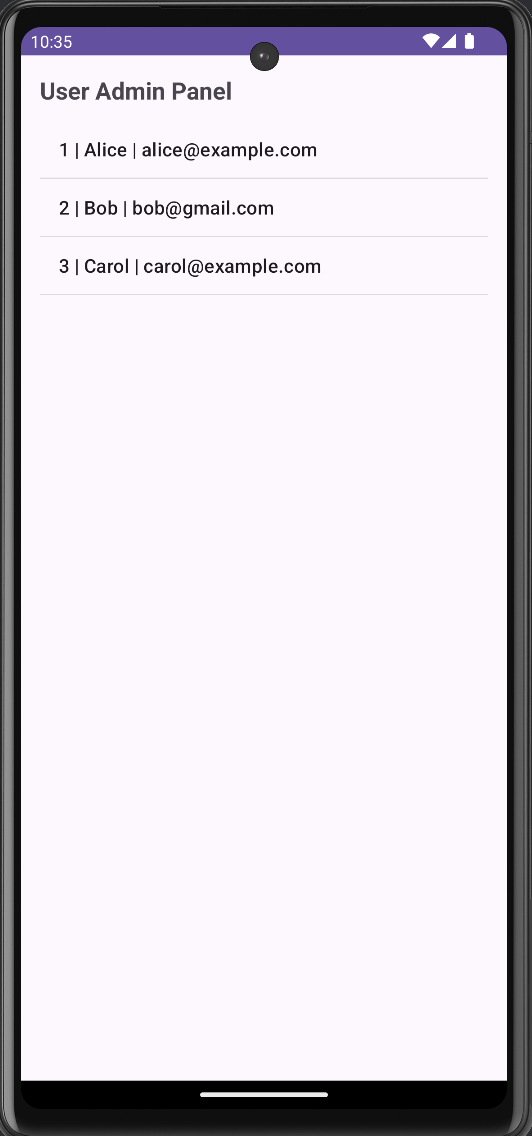 10:35
User Admin Panel
1 | Alice | alice@example.com
2 | Bob | bob@gmail.com
3 | Carol | carol@example.com